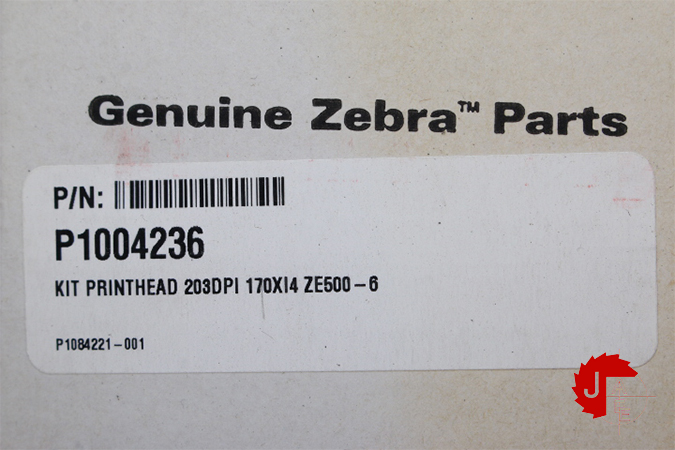 Genuine Zebra™ Parts
P/N:
P1004236
KIT PRINTHEAD 203DPI 170XI4 ZE500-6
P1084221-001
J